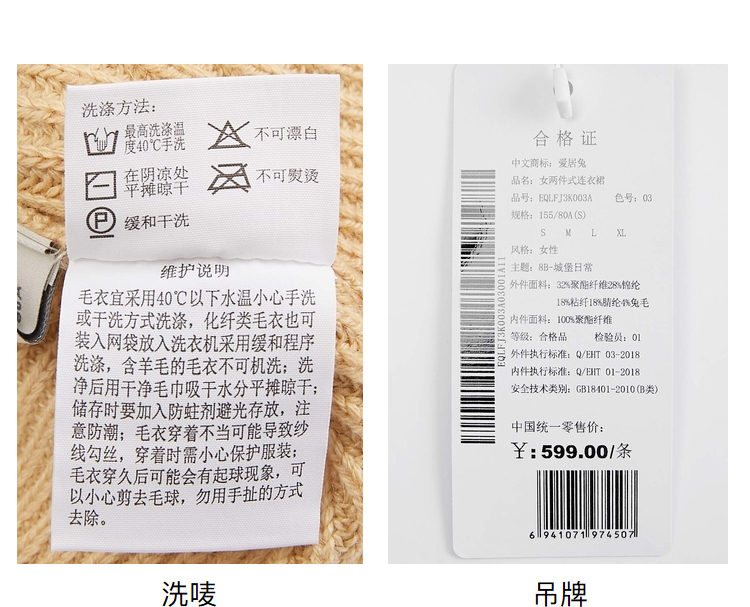 洗涤方法:
最高洗涤温
度40℃手洗
不可漂白
在阴凉处
平摊晾干
不可熨烫
P
缓和干洗
维护说明
毛衣宜采用40℃以下水温小心手洗
或干洗方式洗涤，化纤类毛衣也可
装入网袋放入洗衣机采用缓和程序
洗涤，含羊毛的毛衣不可机洗；洗
净后用干净毛巾吸干水分平摊晾干；
储存时要加入防蛀剂避光存放，注
意防潮；毛衣穿着不当可能导致纱
线勾丝，穿着时需小心保护服装；
毛衣穿久后可能会有起球现象，可
以小心剪去毛球，勿用手扯的方式
去除。
洗唛
合格证
中文商标: 爱居兔
品名: 女两件式连衣裙
品号: EQLFJ3K003A 色号: 03
规格: 155/80A(S)
S M L XL
风格: 女性
主题: 8B-城堡日常
外件面料: 32%聚酯纤维28%锦纶
18%粘纤18%腈纶4%兔毛
内件面料: 100%聚酯纤维
等级: 合格品 检验员: 01
外件执行标准: Q/EHT 03-2018
内件执行标准: Q/EHT 01-2018
安全技术类别: GB18401-2010(B类)
EQLFJ3K003A03001A11
中国统一零售价:
￥: 599.00/条
6 941071 974507
吊牌